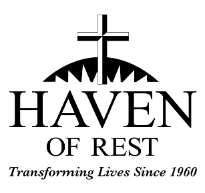 HAVEN
OF REST
Transforming Lives Since 1960